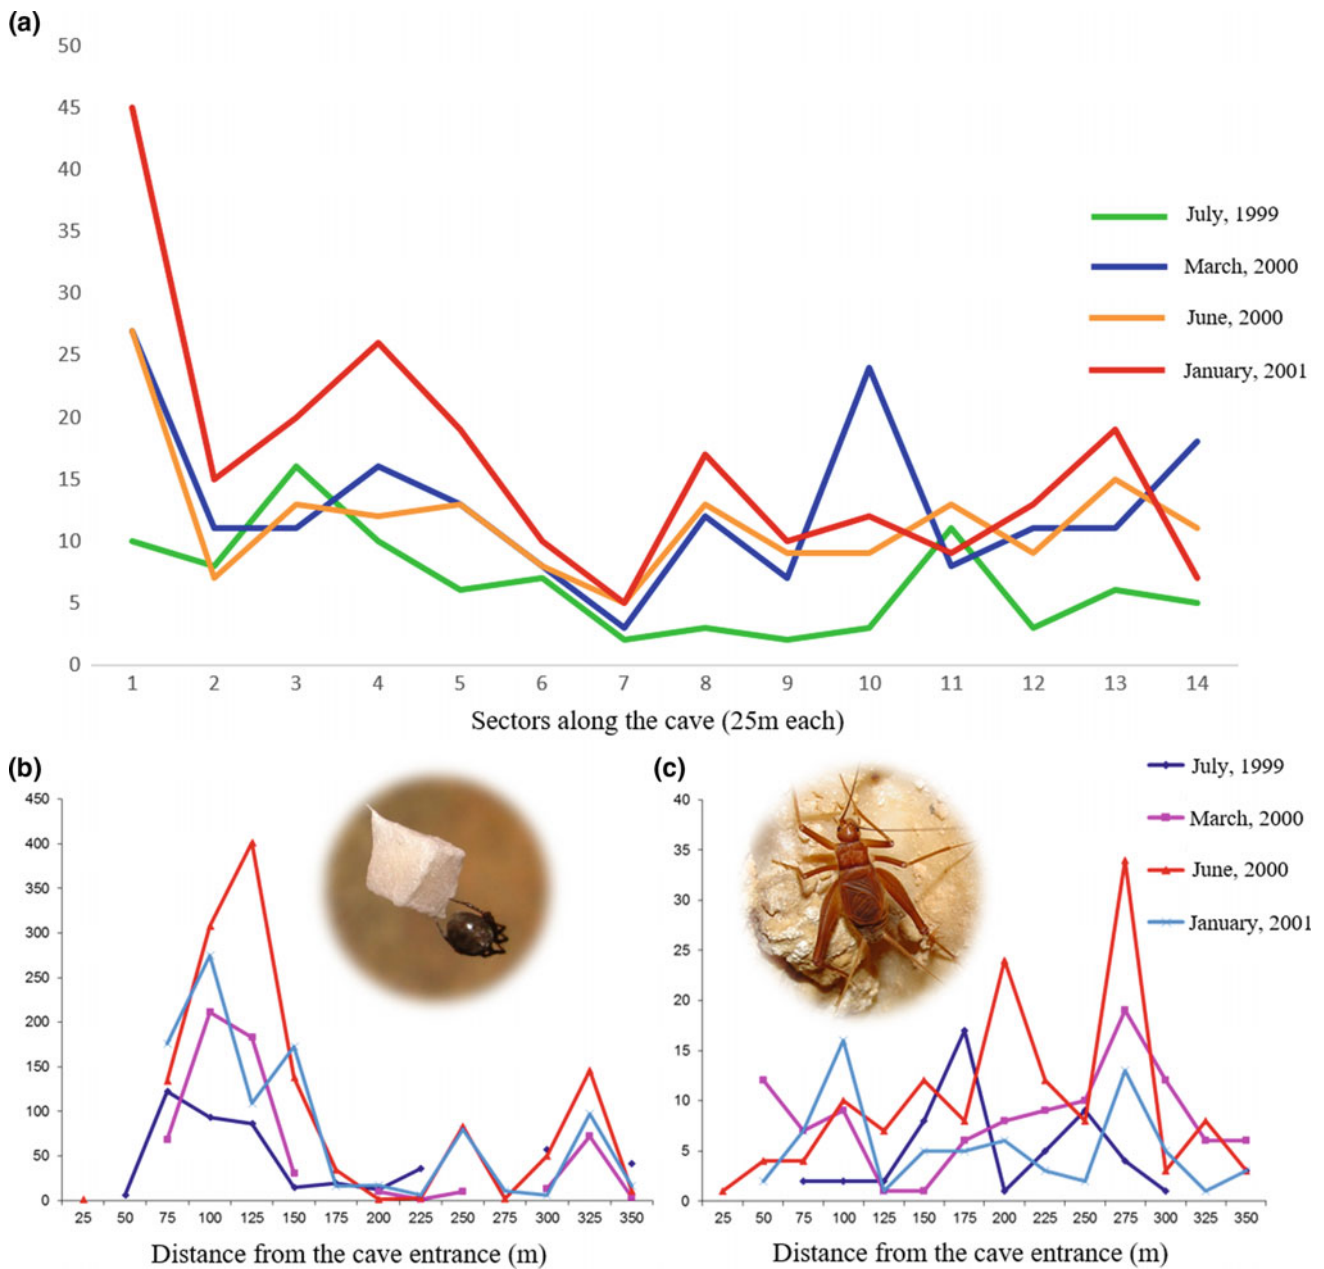 (a)
50
45
40
35
30
25
20
15
10
5
0
July, 1999
March, 2000
June, 2000
January, 2001
1 2 3 4 5 6 7 8 9 10 11 12 13 14
Sectors along the cave (25m each)
(b)
450
400
350
300
250
200
150
100
50
0
25 50 75 100 125 150 175 200 225 250 275 300 325 350
Distance from the cave entrance (m)
(c)
40
35
30
25
20
15
10
5
0
July, 1999
March, 2000
June, 2000
January, 2001
25 50 75 100 125 150 175 200 225 250 275 300 325 350
Distance from the cave entrance (m)